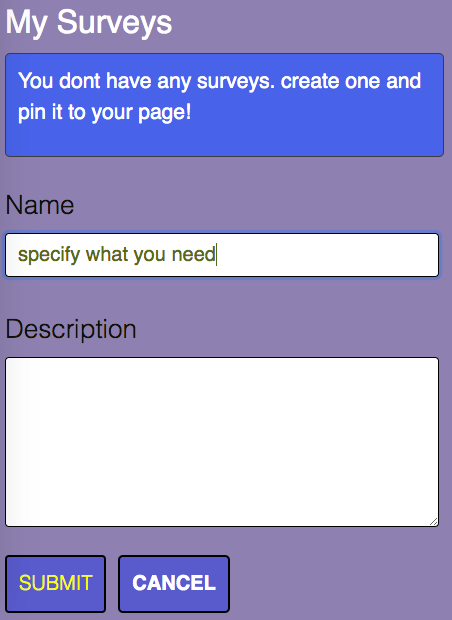 My Surveys
You dont have any surveys. create one and
pin it to your page!
Name
specify what you need
Description
SUBMIT CANCEL